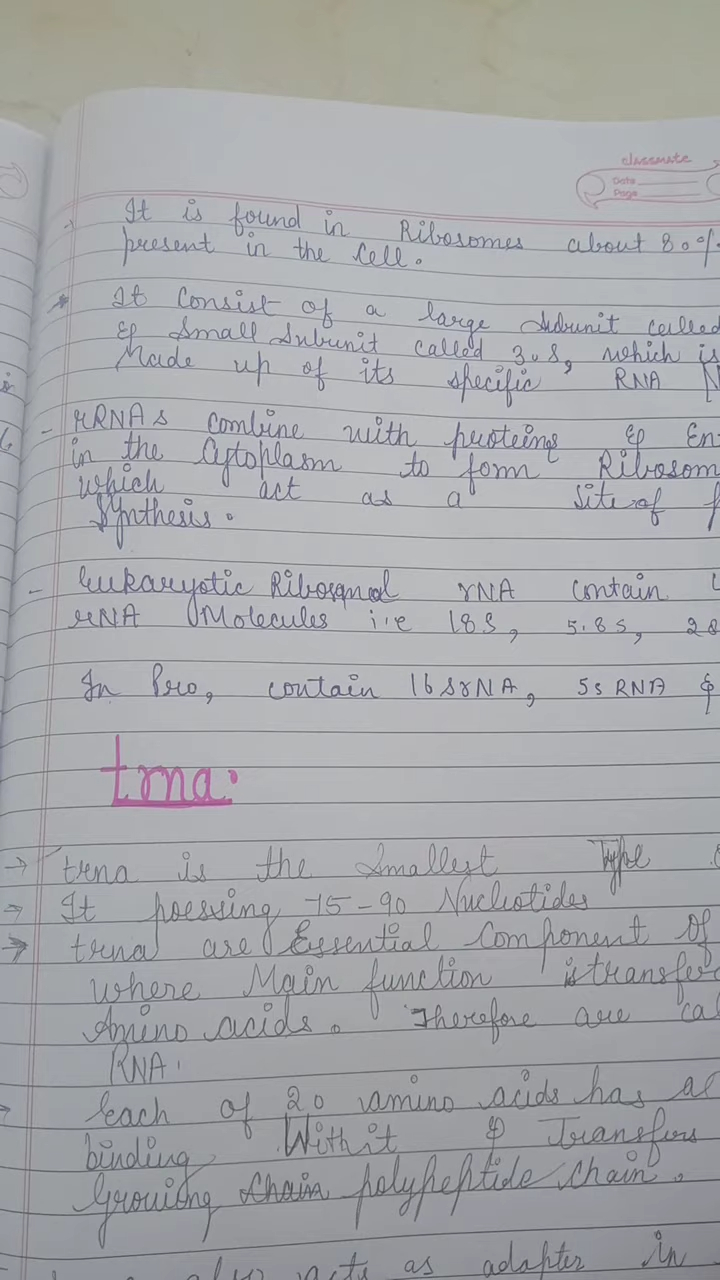 classmate
Date
Page
It is found in Ribosomes about 80%
present in the Cell.
It Consist of a large Subunit called
& Small Subunit called 30S, which is
Made up of its specific RNA
rRNAs Combine with proteins & En
in the Cytoplasm to form Ribosom
which act as a Site of
Synthesis.
Eukaryotic Ribosomal rNA Contain
rRNA Molecules i.e 18S, 5.8S, 28
In Pro, contain 16SrNA, 5s RNA &
trna:
trna is the Smallest Type
It possessing 75-90 Nucleotides
trna are Essential Component of
where Main function is transfer
Amino acids. Therefore are ca
RNA.
Each of 20 amino acids has a
binding With it & Transfers
Growing Chain polypeptide chain.
acts as adapter in